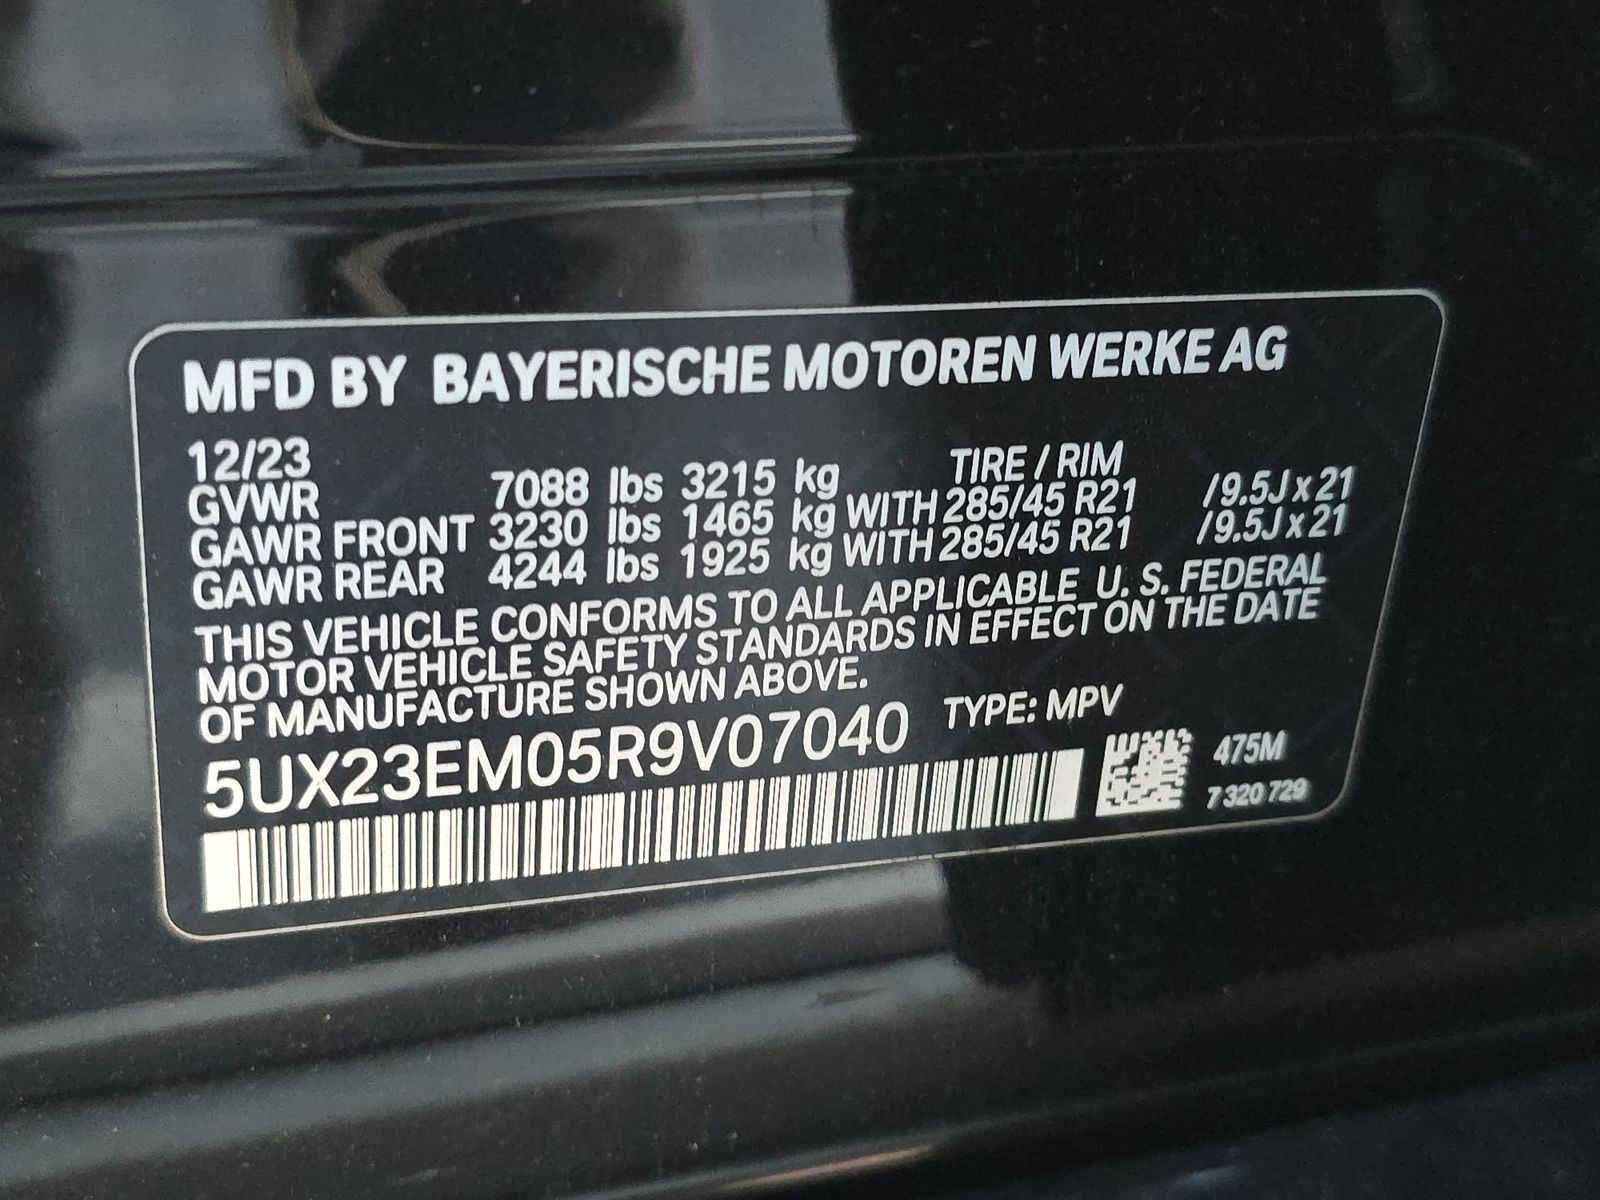 MFD BY BAYERISCHE MOTOREN WERKE AG
12/23 TIRE / RIM
GVWR 7088 lbs 3215 kg
GAWR FRONT 3230 lbs 1465 kg WITH 285/45 R21 /9.5J x 21
GAWR REAR 4244 lbs 1925 kg WITH 285/45 R21 /9.5J x 21
THIS VEHICLE CONFORMS TO ALL APPLICABLE U. S. FEDERAL
MOTOR VEHICLE SAFETY STANDARDS IN EFFECT ON THE DATE
OF MANUFACTURE SHOWN ABOVE.
5UX23EM05R9V07040 TYPE: MPV
475M
7 320 729